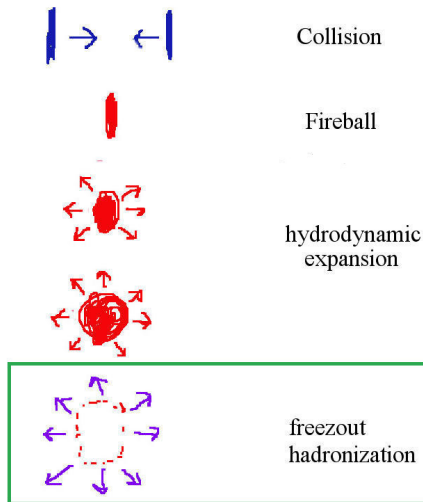 Collision
Fireball
hydrodynamic
expansion
freezout
hadronization